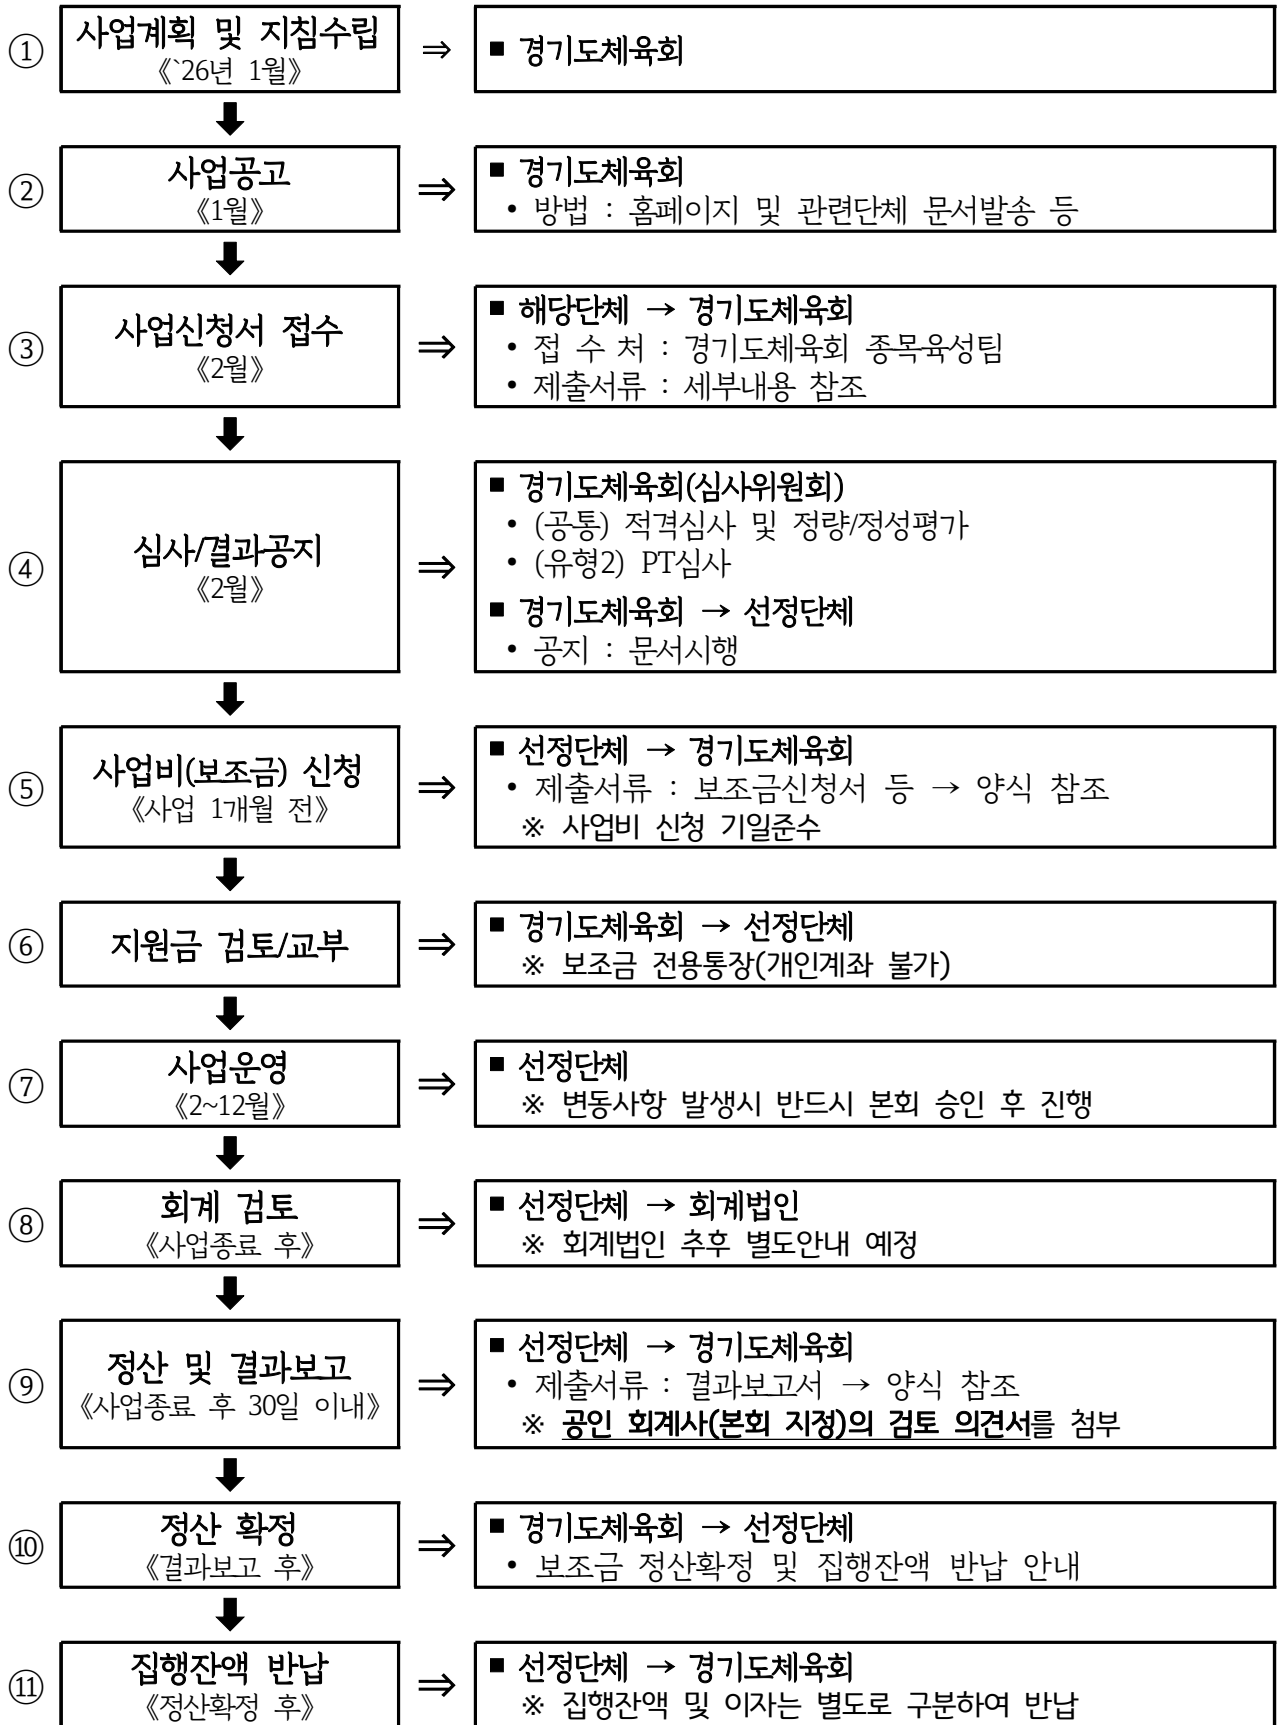 ① 사업계획 및 지침수립
《`26년 1월》
⇒
■ 경기도체육회
② 사업공고
《1월》
⇒
■ 경기도체육회
• 방법 : 홈페이지 및 관련단체 문서발송 등
③ 사업신청서 접수
《2월》
⇒
■ 해당단체 → 경기도체육회
• 접 수 처 : 경기도체육회 종목육성팀
• 제출서류 : 세부내용 참조
④ 심사/결과공지
《2월》
⇒
■ 경기도체육회(심사위원회)
• (공통) 적격심사 및 정량/정성평가
• (유형2) PT심사
■ 경기도체육회 → 선정단체
• 공지 : 문서시행
⑤ 사업비(보조금) 신청
《사업 1개월 전》
⇒
■ 선정단체 → 경기도체육회
• 제출서류 : 보조금신청서 등 → 양식 참조
※ 사업비 신청 기일준수
⑥ 지원금 검토/교부
⇒
■ 경기도체육회 → 선정단체
※ 보조금 전용통장(개인계좌 불가)
⑦ 사업운영
《2~12월》
⇒
■ 선정단체
※ 변동사항 발생시 반드시 본회 승인 후 진행
⑧ 회계 검토
《사업종료 후》
⇒
■ 선정단체 → 회계법인
※ 회계법인 추후 별도안내 예정
⑨ 정산 및 결과보고
《사업종료 후 30일 이내》
⇒
■ 선정단체 → 경기도체육회
• 제출서류 : 결과보고서 → 양식 참조
※ 공인 회계사(본회 지정)의 검토 의견서를 첨부
⑩ 정산 확정
《결과보고 후》
⇒
■ 경기도체육회 → 선정단체
• 보조금 정산확정 및 집행잔액 반납 안내
⑪ 집행잔액 반납
《정산확정 후》
⇒
■ 선정단체 → 경기도체육회
※ 집행잔액 및 이자는 별도로 구분하여 반납